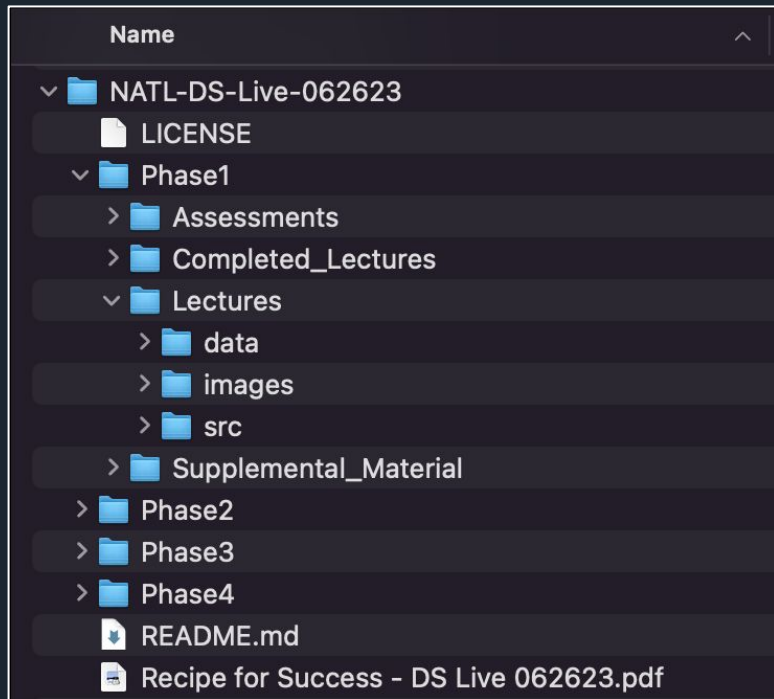 Name
NATL-DS-Live-062623
LICENSE
Phase1
Assessments
Completed_Lectures
Lectures
data
images
src
Supplemental_Material
Phase2
Phase3
Phase4
README.md
Recipe for Success - DS Live 062623.pdf